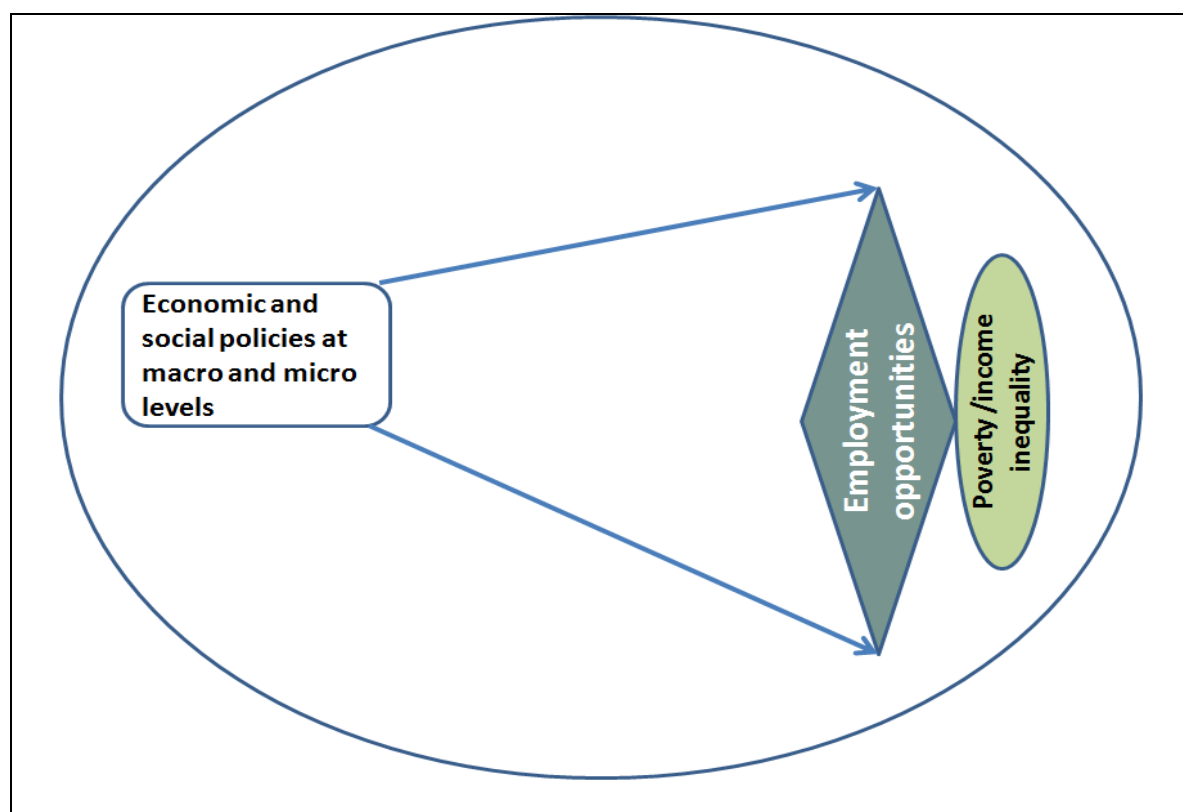 Economic and
social policies at
macro and micro
levels
Employment
opportunities
Poverty /income
inequality